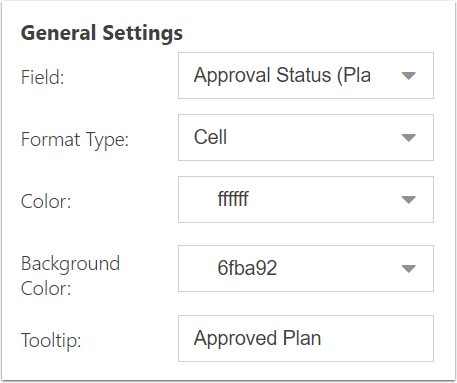 General Settings
Field: Approval Status (Pla
Format Type: Cell
Color: ffffff
Background
Color: 6fba92
Tooltip: Approved Plan